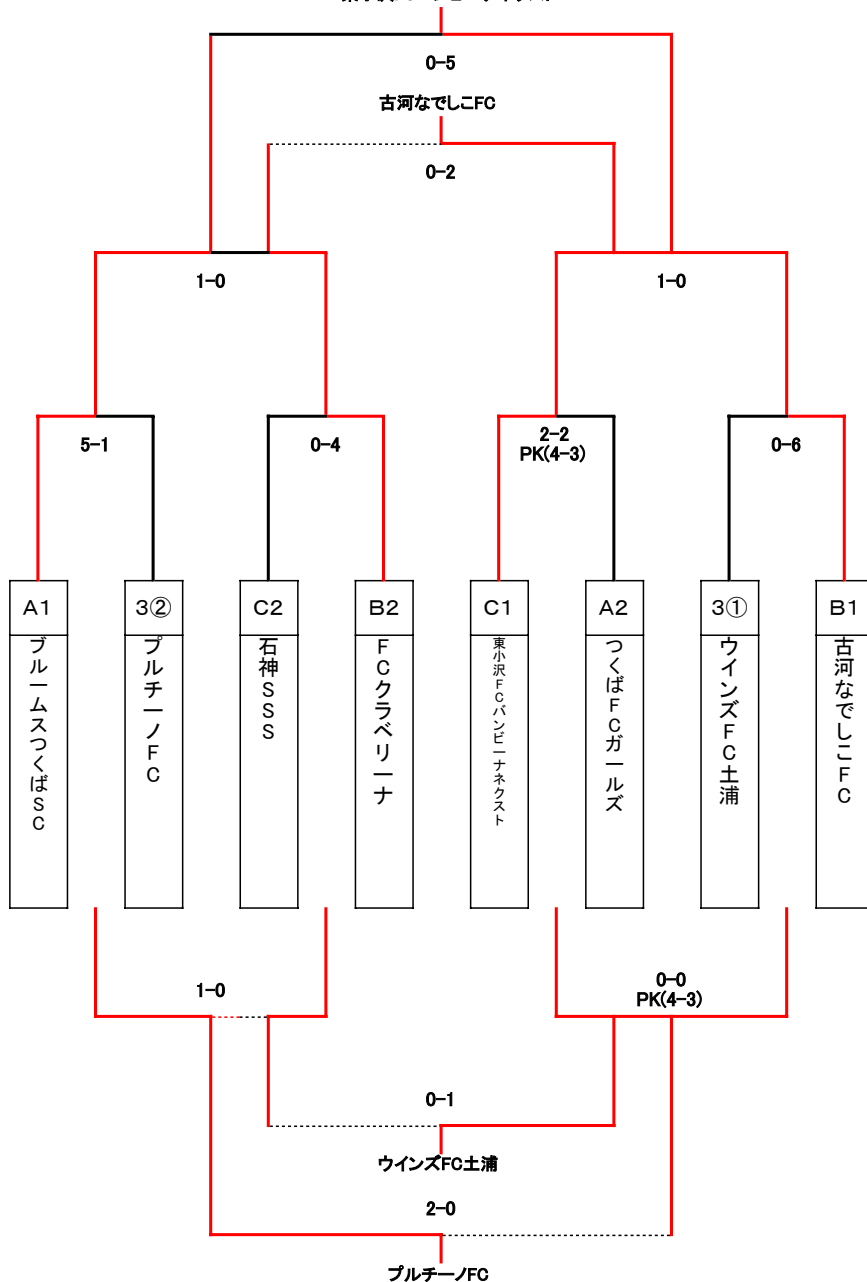 0-5
古河なでしこFC
0-2
1-0
1-0
5-1
0-4
2-2
PK(4-3)
0-6
A1
3②
C2
B2
C1
A2
3①
B1
ブルームスつくばSC
プルチーノFC
石神SSS
FCクラベリーナ
東小沢FCバンビーナネクスト
つくばFCガールズ
ウインズFC土浦
古河なでしこFC
1-0
0-0
PK(4-3)
0-1
ウインズFC土浦
2-0
プルチーノFC